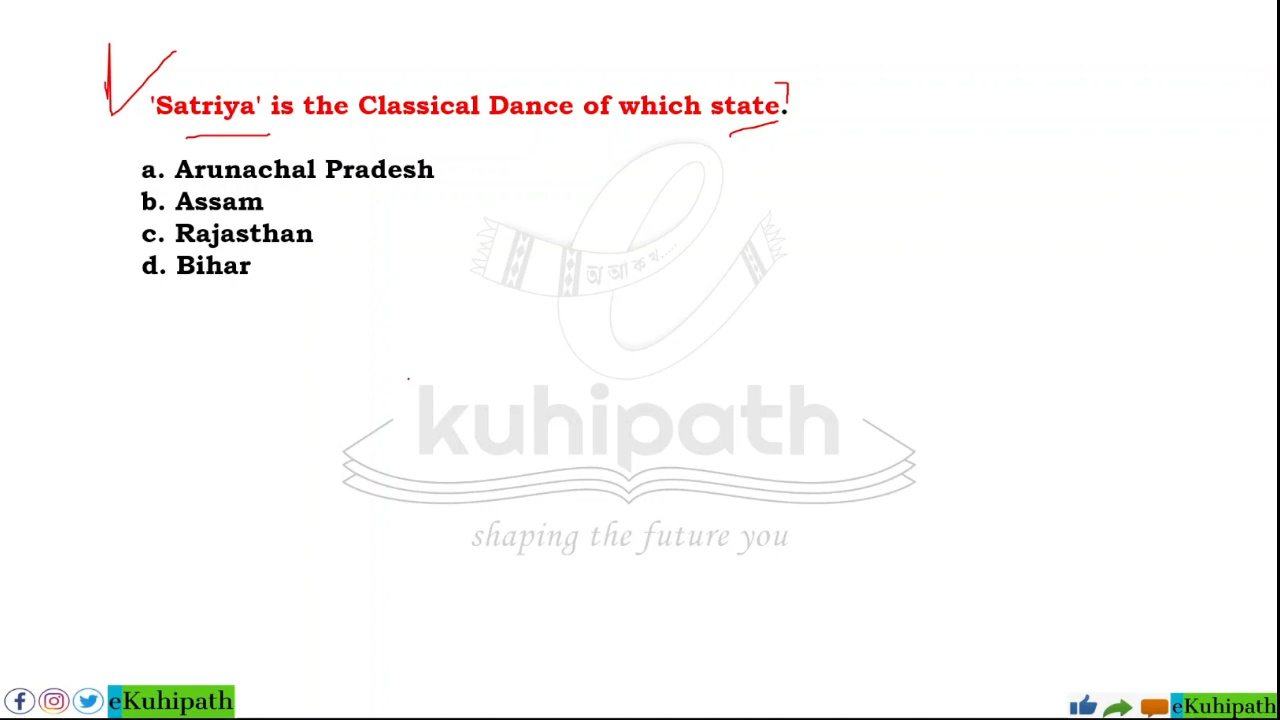 'Satriya' is the Classical Dance of which state.
a. Arunachal Pradesh
b. Assam
c. Rajasthan
d. Bihar
অ আ ক খ.....
kuhipath
shaping the future you
eKuhipath
eKuhipath